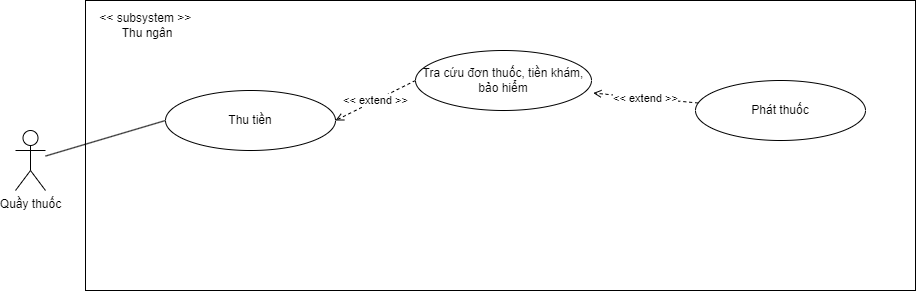 << subsystem >>
Thu ngân
Tra cứu đơn thuốc, tiền khám,
bảo hiểm
<< extend >>
<< extend >>
Thu tiền
Phát thuốc
Quầy thuốc